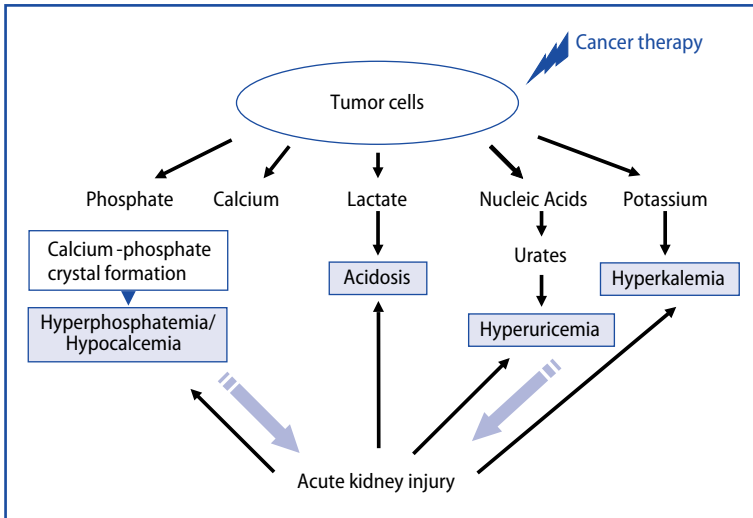 Cancer therapy
Tumor cells
Phosphate
Calcium
Lactate
Nucleic Acids
Potassium
Calcium-phosphate
crystal formation
Urates
Acidosis
Hyperkalemia
Hyperphosphatemia/
Hypocalcemia
Hyperuricemia
Acute kidney injury